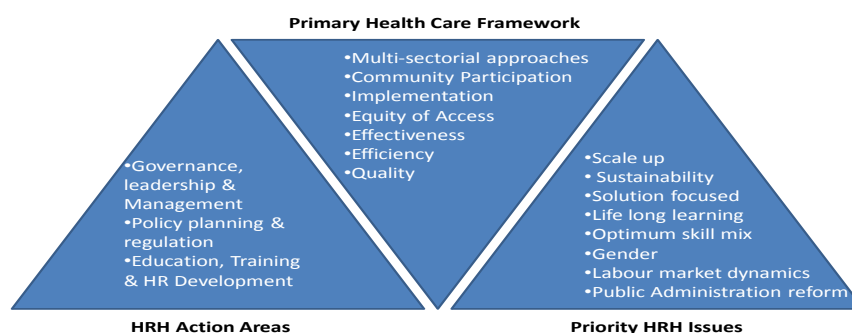 Primary Health Care Framework
•Multi-sectorial approaches
•Community Participation
•Implementation
•Equity of Access
•Effectiveness
•Efficiency
•Quality
•Governance,
leadership &
Management
•Policy planning &
regulation
•Education, Training
& HR Development
•Scale up
• Sustainability
•Solution focused
•Life long learning
•Optimum skill mix
•Gender
•Labour market dynamics
•Public Administration reform
HRH Action Areas
Priority HRH Issues